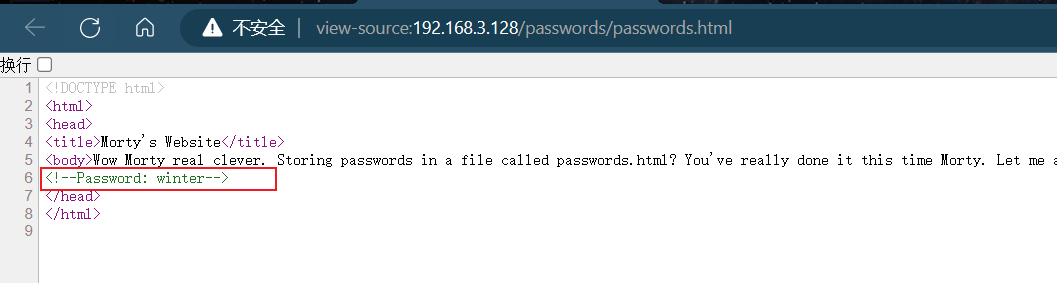 不安全 | view-source:192.168.3.128/passwords/passwords.html
换行
1 <!DOCTYPE html>
2 <html>
3 <head>
4 <title>Morty's Website</title>
5 <body>Wow Morty real clever. Storing passwords in a file called passwords.html? You've really done it this time Morty. Let me a
6 <!--Password: winter-->
7 </head>
8 </html>
9